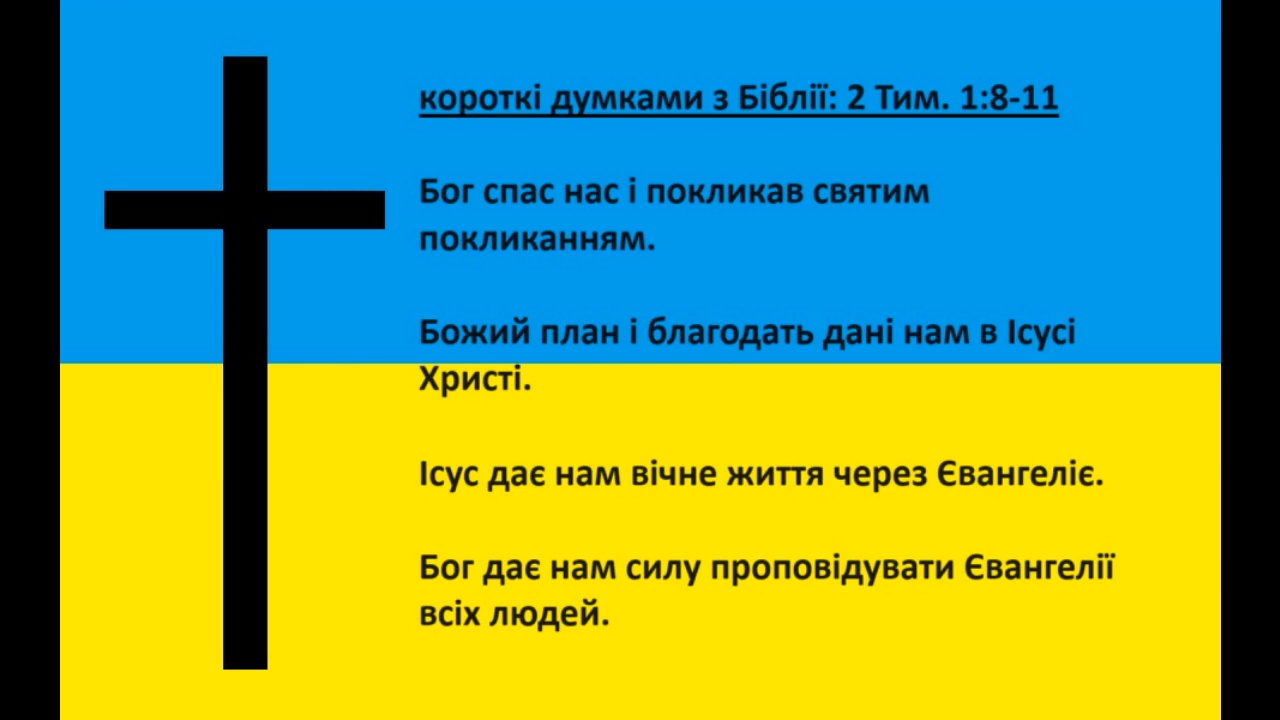 короткі думками з Біблії: 2 Тим. 1:8-11
Бог спас нас і покликав святим
покликанням.
Божий план і благодать дані нам в Ісусі
Христі.
Ісус дає нам вічне життя через Євангеліє.
Бог дає нам силу проповідувати Євангелії
всіх людей.